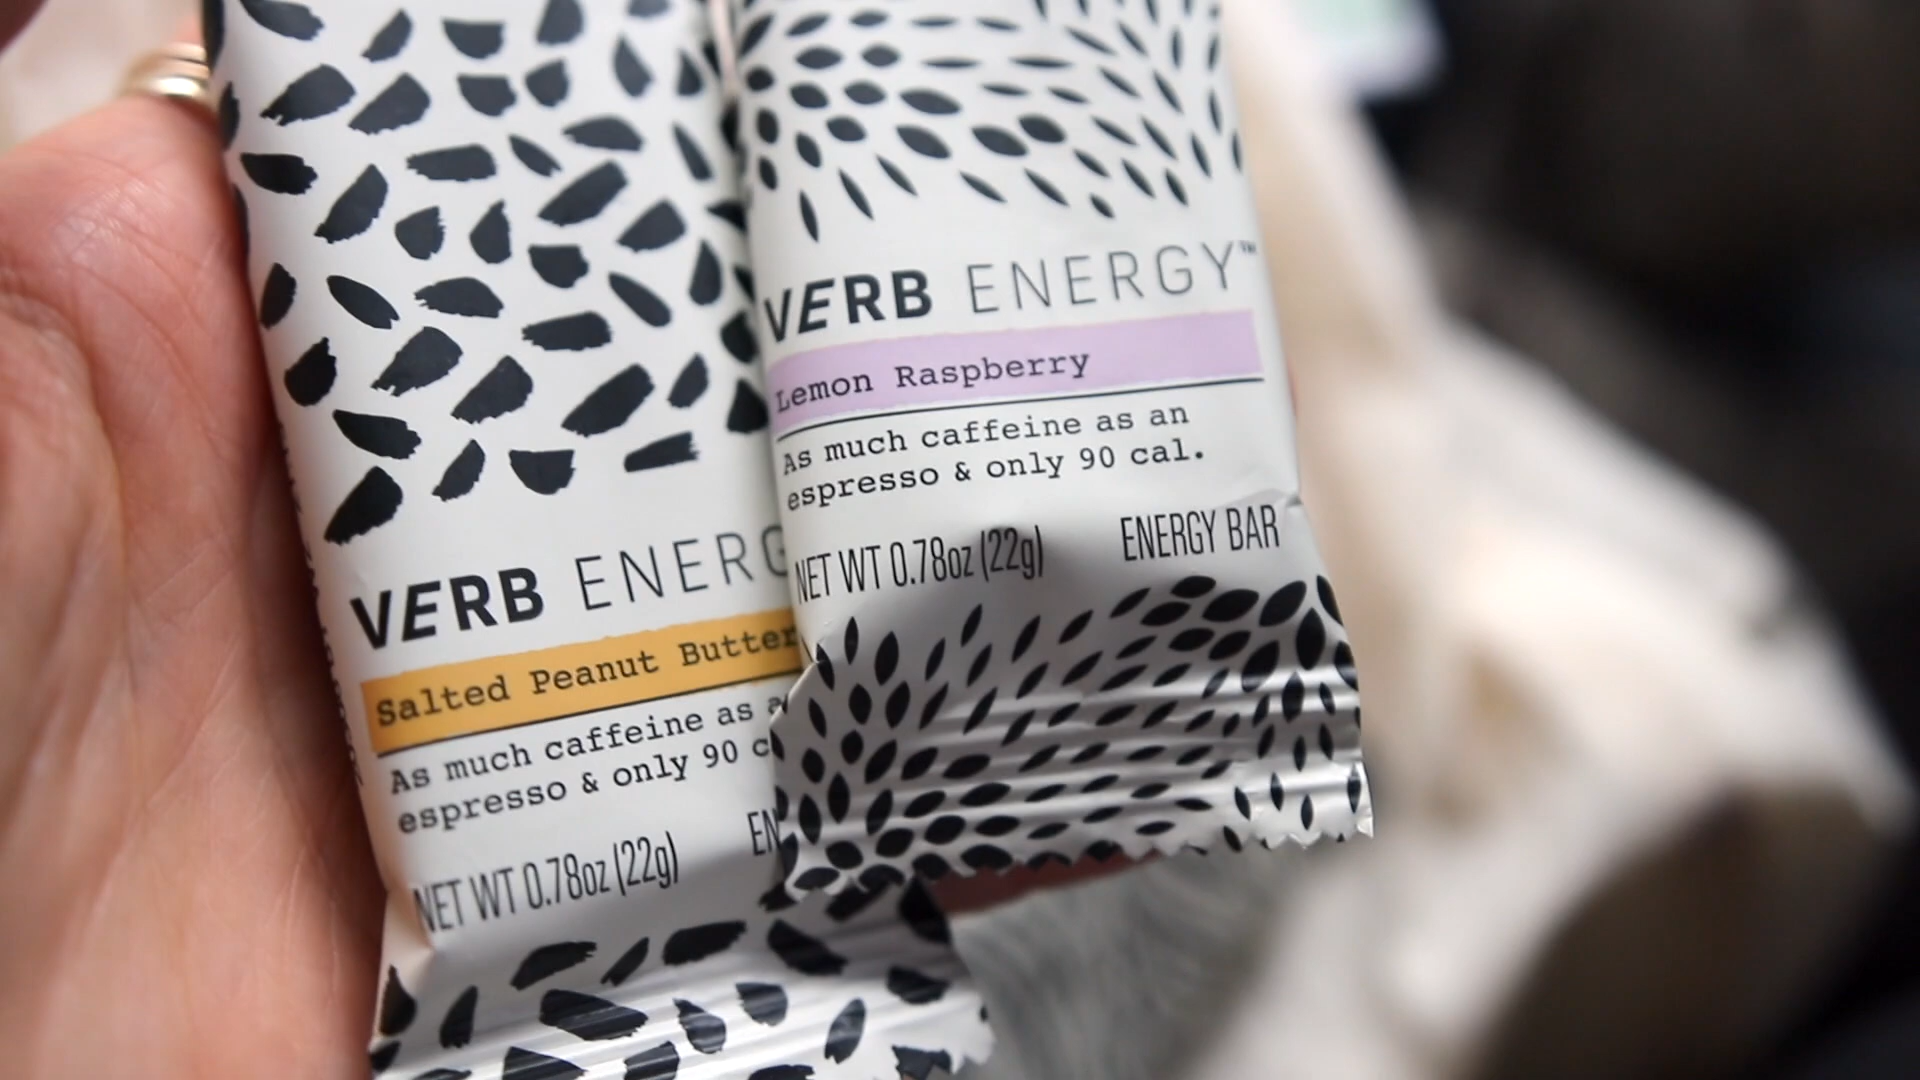 VERB ENERGY™
Lemon Raspberry
As much caffeine as an
espresso & only 90 cal.
NET WT 0.78oz (22g) ENERGY BAR
VERB ENERG
Salted Peanut Butter
As much caffeine as a
espresso & only 90 c
NET WT 0.78oz (22g) EN